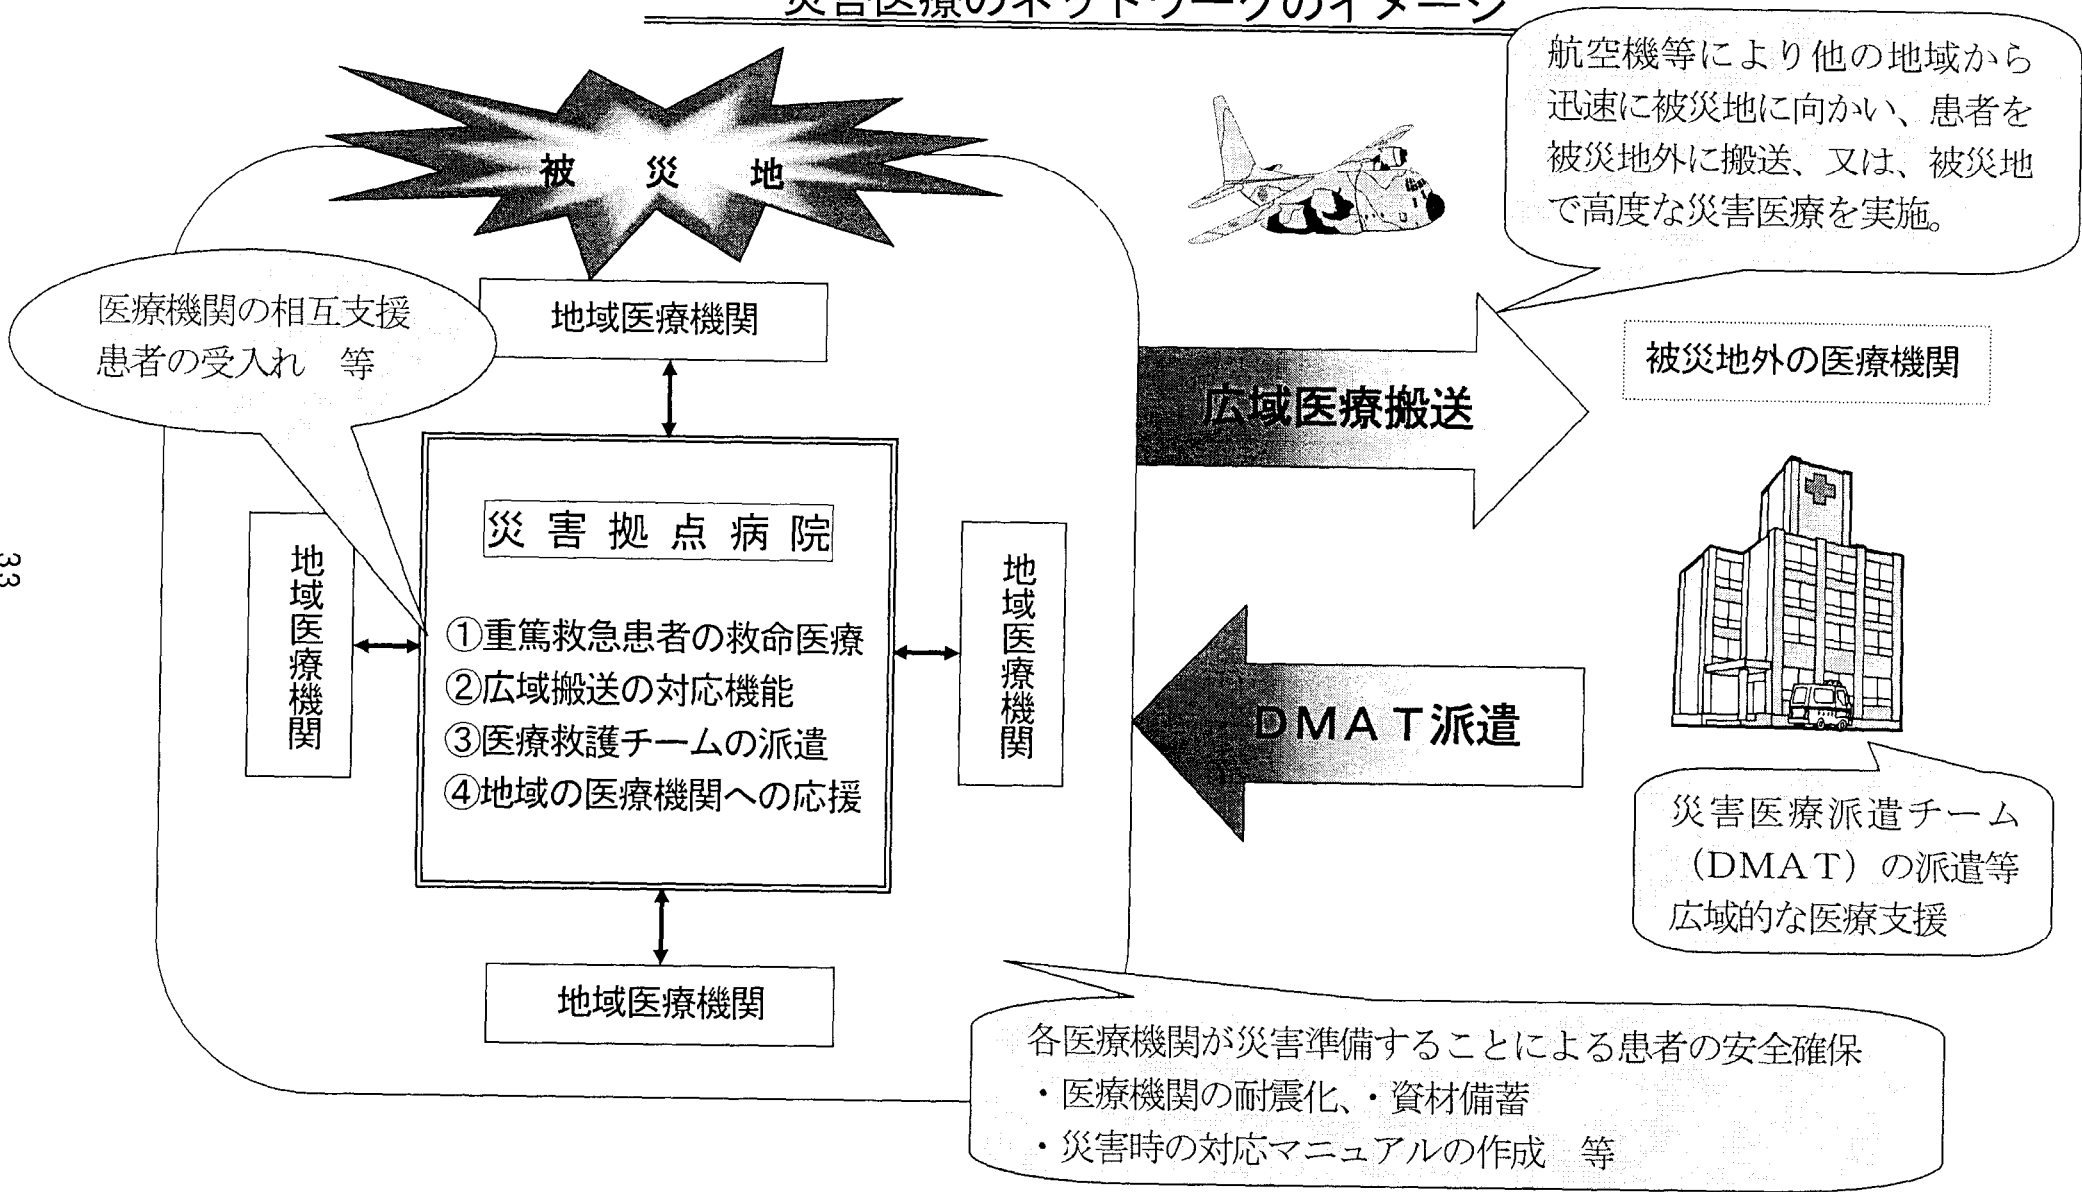 災害医療のネットワークのイメージ
航空機等により他の地域から
迅速に被災地に向かい、患者を
被災地外に搬送、又は、被災地
で高度な災害医療を実施。
被 災 地
医療機関の相互支援
患者の受入れ 等
地域医療機関
被災地外の医療機関
広域医療搬送
災害拠点病院
①重篤救急患者の救命医療
②広域搬送の対応機能
③医療救護チームの派遣
④地域の医療機関への応援
地域医療機関
地域医療機関
DMAT派遣
災害医療派遣チーム
(DMAT)の派遣等
広域的な医療支援
地域医療機関
各医療機関が災害準備することによる患者の安全確保
・医療機関の耐震化、・資材備蓄
・災害時の対応マニュアルの作成 等
33